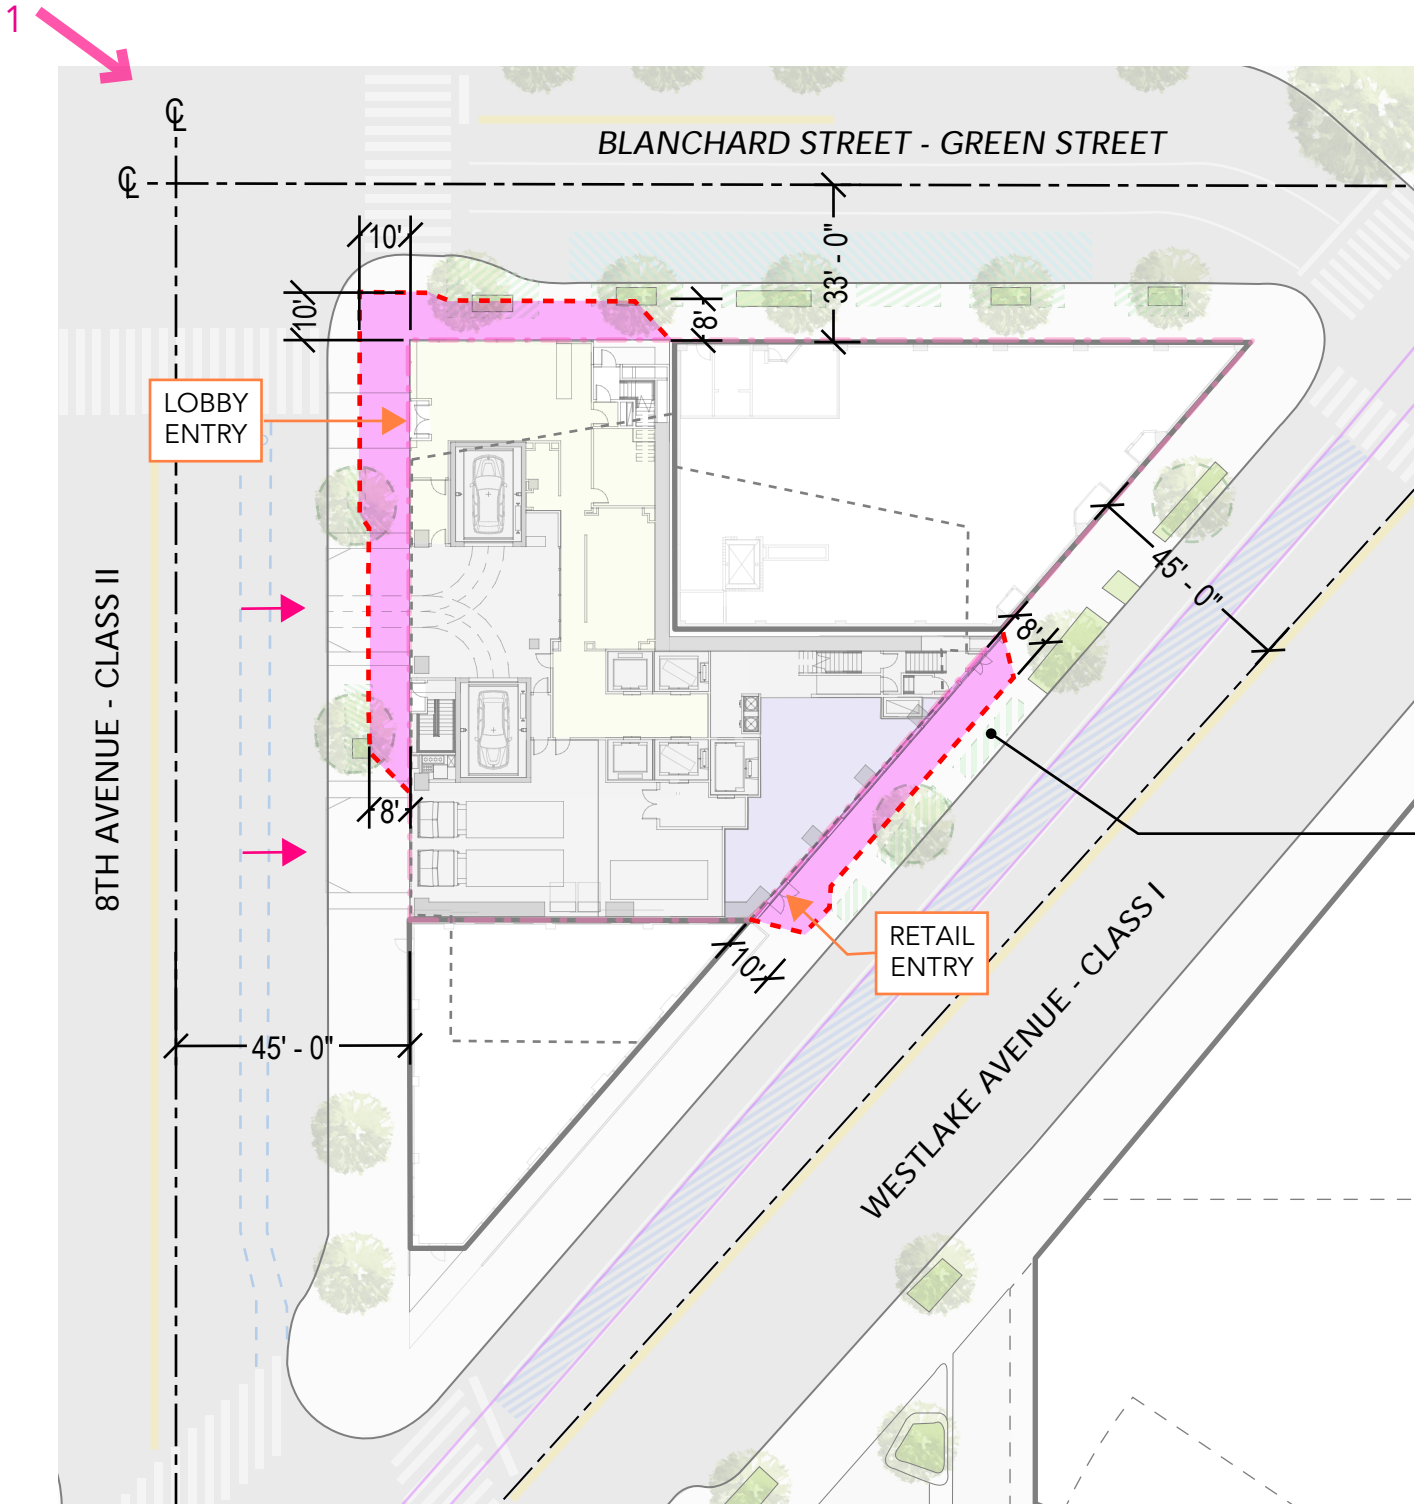 1
℄
℄
BLANCHARD STREET - GREEN STREET
10'
10'
33' - 0"
8'
LOBBY
ENTRY
45' - 0"
8'
8TH AVENUE - CLASS II
8'
RETAIL
ENTRY
10'
45' - 0"
WESTLAKE AVENUE - CLASS I